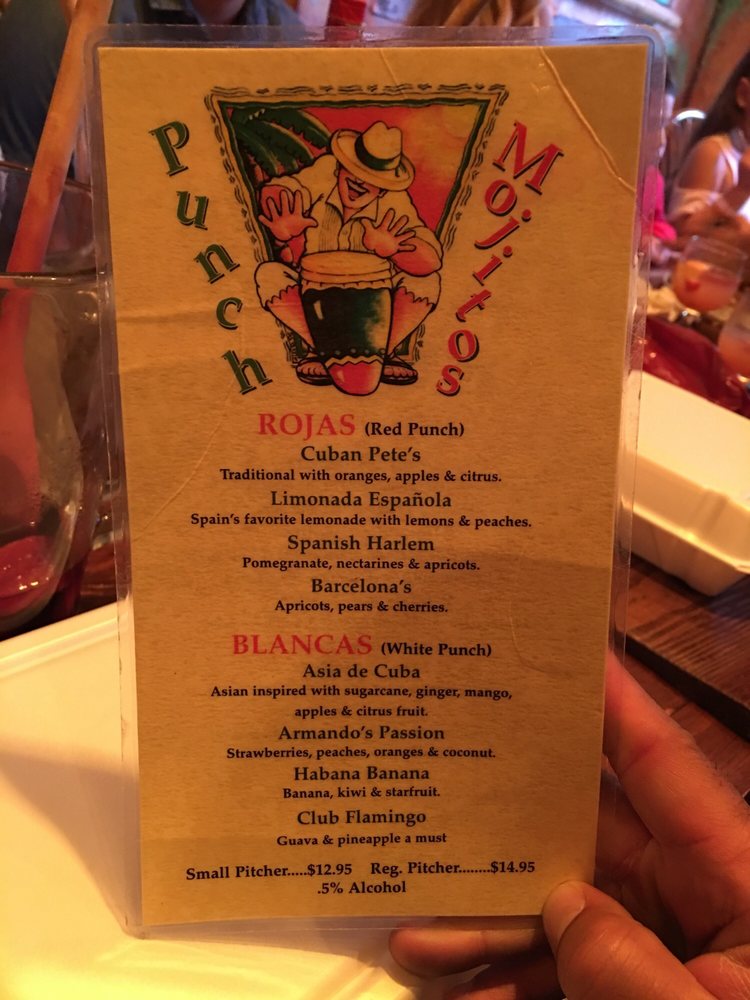 Punch
Mojitos
ROJAS (Red Punch)
Cuban Pete's
Traditional with oranges, apples & citrus.
Limonada Española
Spain's favorite lemonade with lemons & peaches.
Spanish Harlem
Pomegranate, nectarines & apricots.
Barcelona's
Apricots, pears & cherries.
BLANCAS (White Punch)
Asia de Cuba
Asian inspired with sugarcane, ginger, mango,
apples & citrus fruit.
Armando's Passion
Strawberries, peaches, oranges & coconut.
Habana Banana
Banana, kiwi & starfruit.
Club Flamingo
Guava & pineapple a must
Small Pitcher.....$12.95 Reg. Pitcher........$14.95
.5% Alcohol